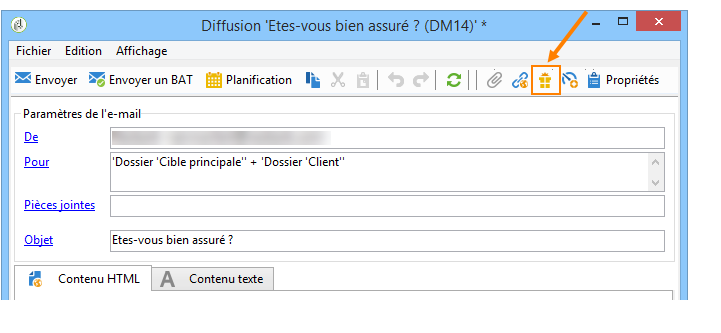 Diffusion 'Etes-vous bien assuré ? (DM14)' *
Fichier Edition Affichage
Envoyer Envoyer un BAT Planification Propriétés
Paramètres de l'e-mail
De
Pour 'Dossier 'Cible principale'' + 'Dossier 'Client''
Pièces jointes
Objet Etes-vous bien assuré ?
Contenu HTML A Contenu texte